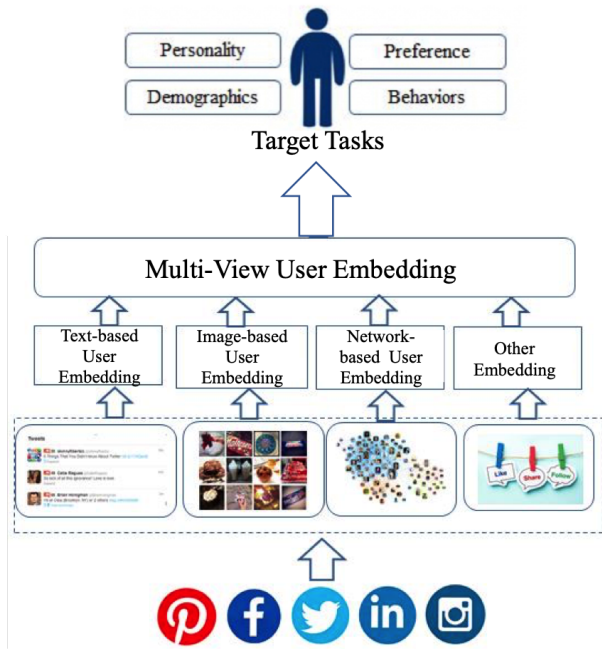 Personality
Preference
Demographics
Behaviors
Target Tasks
Multi-View User Embedding
Text-based
User
Embedding
Image-based
User
Embedding
Network-
based User
Embedding
Other
Embedding
Tweets
Like
Share
Follow